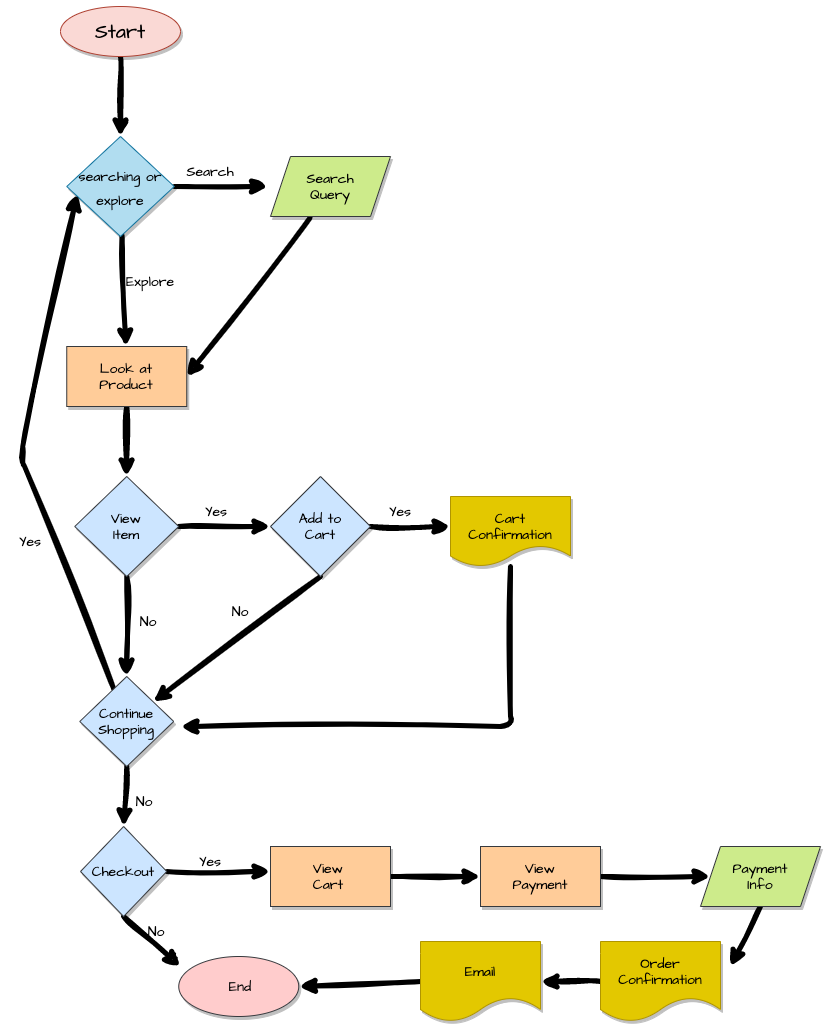 Start
searching or
explore
Search
Search
Query
Explore
Look at
Product
View
Item
Yes
Add to
Cart
Yes
Cart
Confirmation
Yes
No
No
Continue
Shopping
No
Checkout
Yes
View
Cart
View
Payment
Payment
Info
No
End
Email
Order
Confirmation